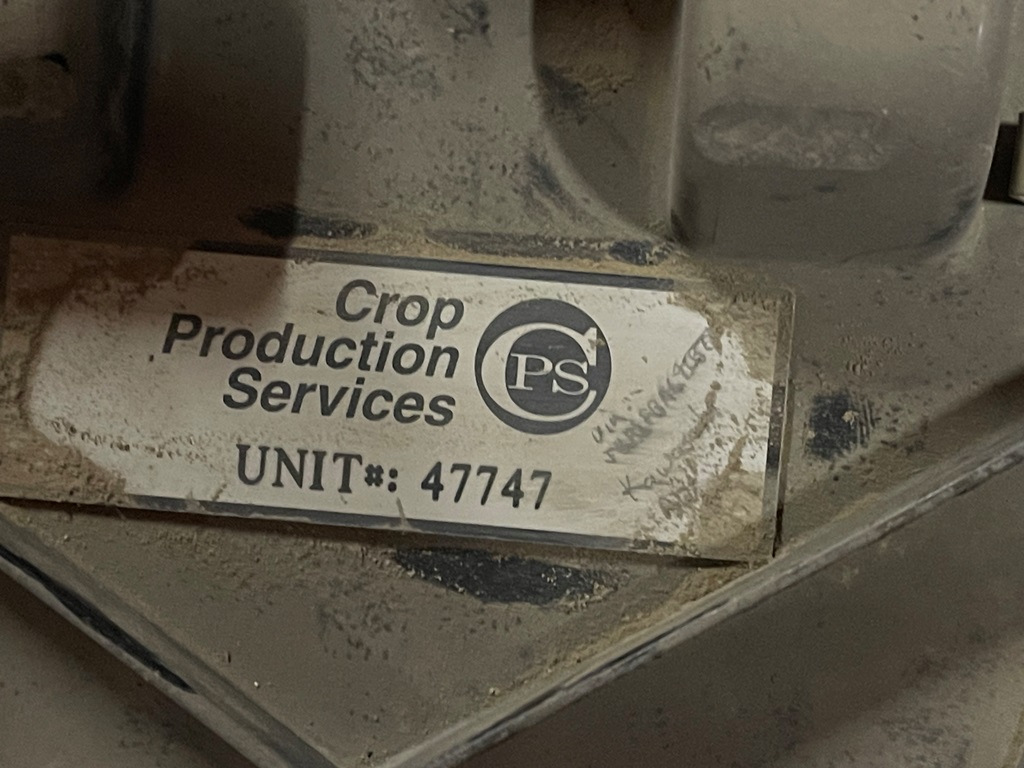 Crop
Production
Services
CPS
UNIT#: 47747